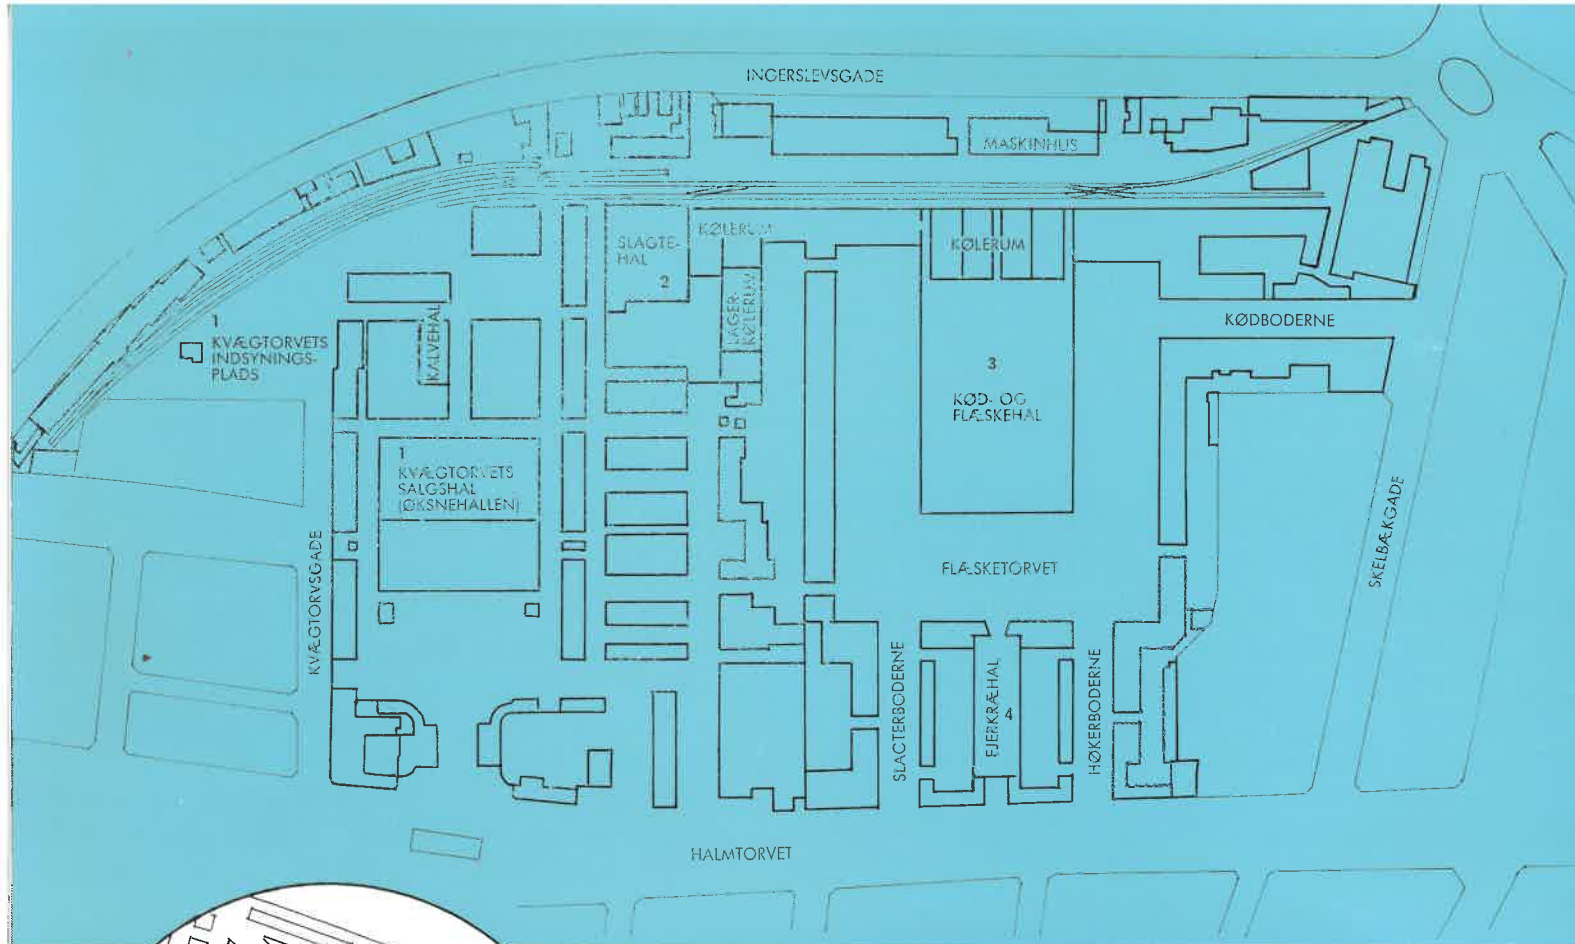 INGERSLEVSGADE
MASKINHUS
SLAGTE-
HAL
2
KØLERUM
KØLERUM
LAGER-
KØLERUM
1
KVÆGTORVETS
INDSYNINGS-
PLADS
KALVEHAL
KØDBODERNE
3
KØD- OG
FLÆSKEHAL
1
KVÆGTORVETS
SALGSHAL
(ØKSNEHALLEN)
KVÆGTORVSGADE
FLÆSKETORVET
SKELBÆKGADE
SLAGTERBODERNE
FJERKRÆHAL
4
HØKERBODERNE
HALMTORVET